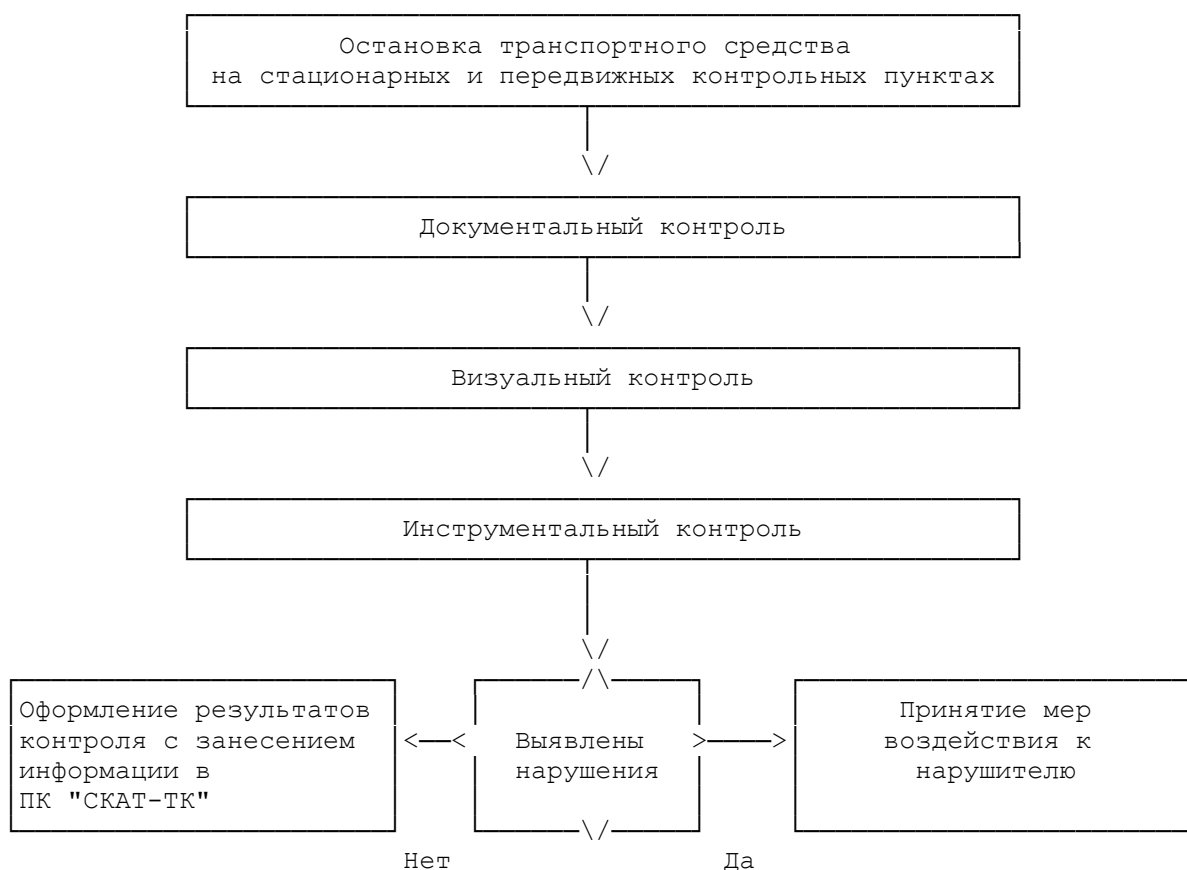 Остановка транспортного средства
на стационарных и передвижных контрольных пунктах
Документальный контроль
Визуальный контроль
Инструментальный контроль
Оформление результатов
контроля с занесением
информации в
ПК "СКАТ-ТК"
Выявлены
нарушения
Принятие мер
воздействия к
нарушителю
Нет
Да